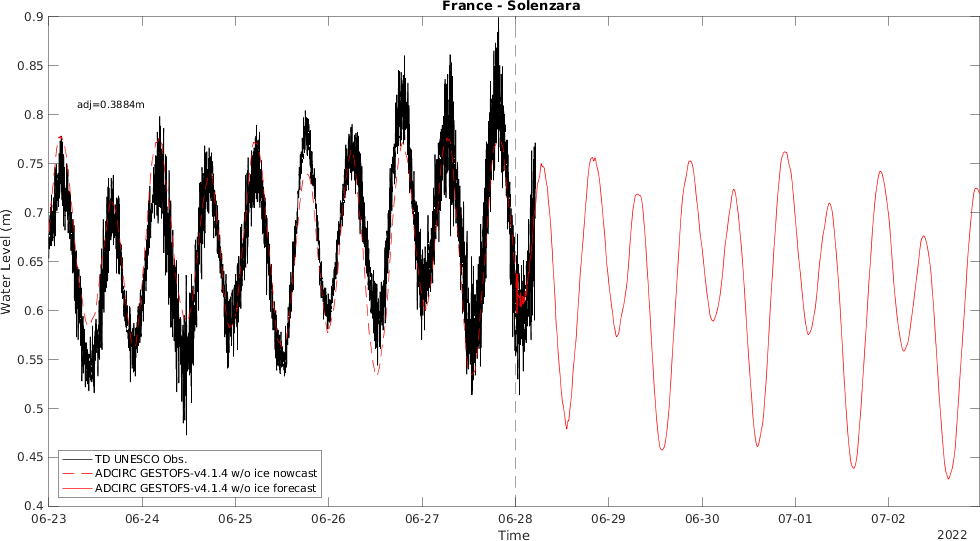 France - Solenzara
0.9
0.85
0.8
0.75
0.7
0.65
0.6
0.55
0.5
0.45
0.4
Water Level (m)
adj=0.3884m
TD UNESCO Obs.
ADCIRC GESTOFS-v4.1.4 w/o ice nowcast
ADCIRC GESTOFS-v4.1.4 w/o ice forecast
06-23 06-24 06-25 06-26 06-27 06-28 06-29 06-30 07-01 07-02
Time
2022